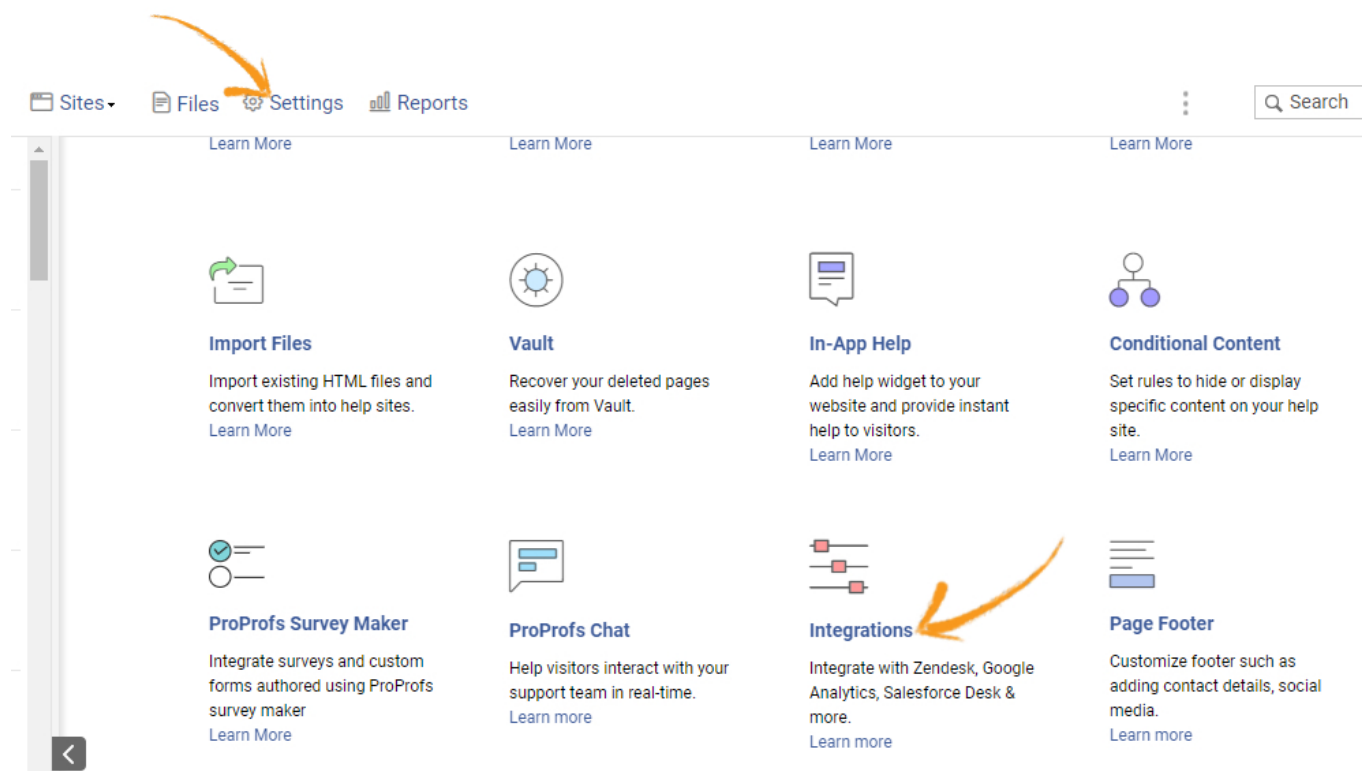 Sites Files Settings Reports Search
Learn More Learn More Learn More Learn More
Import Files
Import existing HTML files and
convert them into help sites.
Learn More
Vault
Recover your deleted pages
easily from Vault.
Learn More
In-App Help
Add help widget to your
website and provide instant
help to visitors.
Learn More
Conditional Content
Set rules to hide or display
specific content on your help
site.
Learn More
ProProfs Survey Maker
Integrate surveys and custom
forms authored using ProProfs
survey maker
Learn More
ProProfs Chat
Help visitors interact with your
support team in real-time.
Learn more
Integrations
Integrate with Zendesk, Google
Analytics, Salesforce Desk &
more.
Learn more
Page Footer
Customize footer such as
adding contact details, social
media.
Learn more